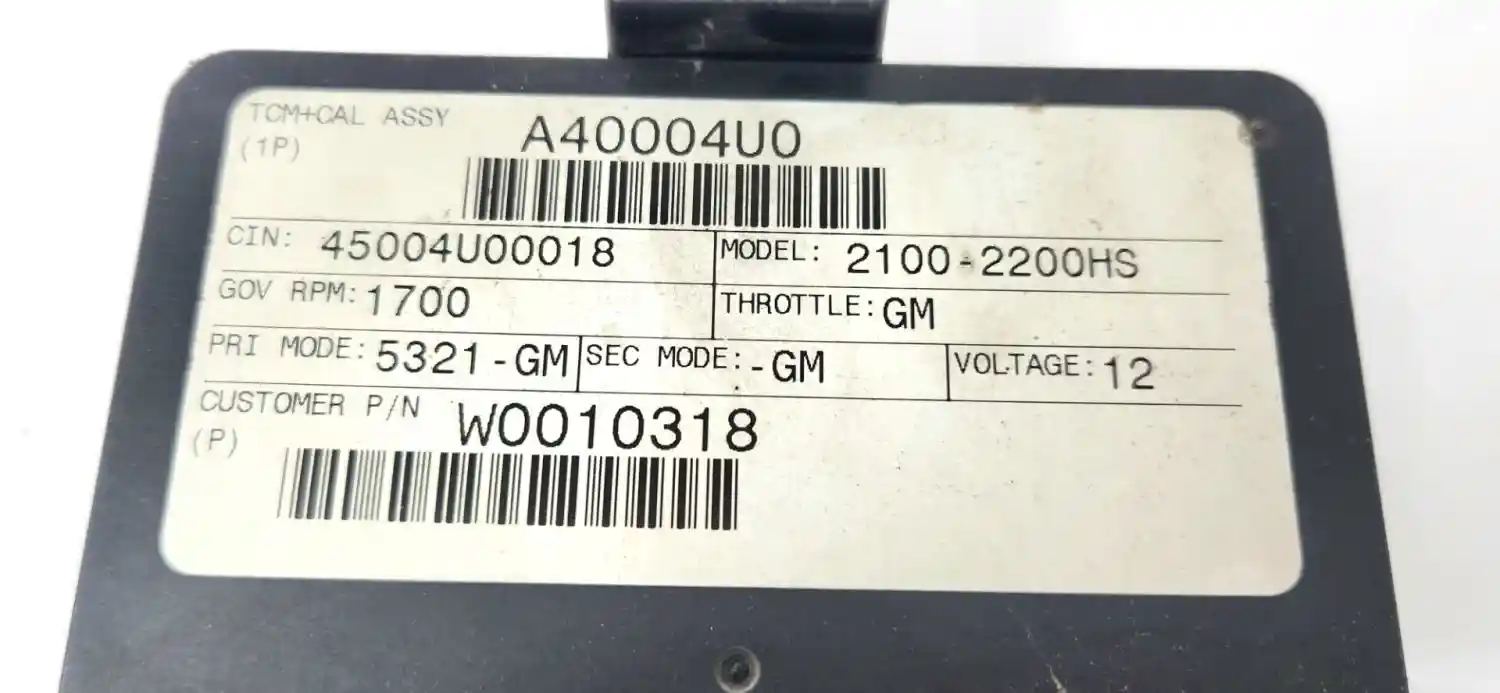 TCM+CAL ASSY A40004U0
(1P)
CIN: 45004U00018 MODEL: 2100-2200HS
GOV RPM: 1700 THROTTLE: GM
PRI MODE: 5321-GM SEC MODE: -GM VOLTAGE: 12
CUSTOMER P/N W0010318
(P)